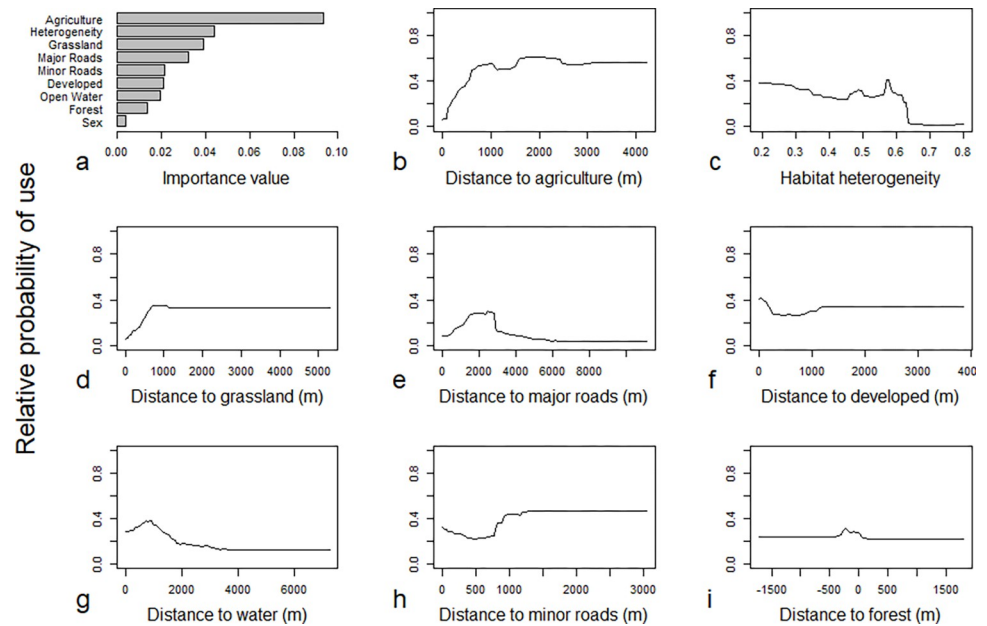 Relative probability of use
Agriculture
Heterogeneity
Grassland
Major Roads
Minor Roads
Developed
Open Water
Forest
Sex
0.00 0.02 0.04 0.06 0.08 0.10
a
Importance value
0.0 0.4 0.8
0 1000 2000 3000 4000
b
Distance to agriculture (m)
0.0 0.4 0.8
0.2 0.3 0.4 0.5 0.6 0.7 0.8
c
Habitat heterogeneity
0.0 0.4 0.8
0 1000 2000 3000 4000 5000
d
Distance to grassland (m)
0.0 0.4 0.8
0 2000 4000 6000 8000
e
Distance to major roads (m)
0.0 0.4 0.8
0 1000 2000 3000 400
f
Distance to developed (m)
0.0 0.4 0.8
0 2000 4000 6000
g
Distance to water (m)
0.0 0.4 0.8
0 500 1000 2000 3000
h
Distance to minor roads (m)
0.0 0.4 0.8
-1500 -500 0 500 1500
i
Distance to forest (m)